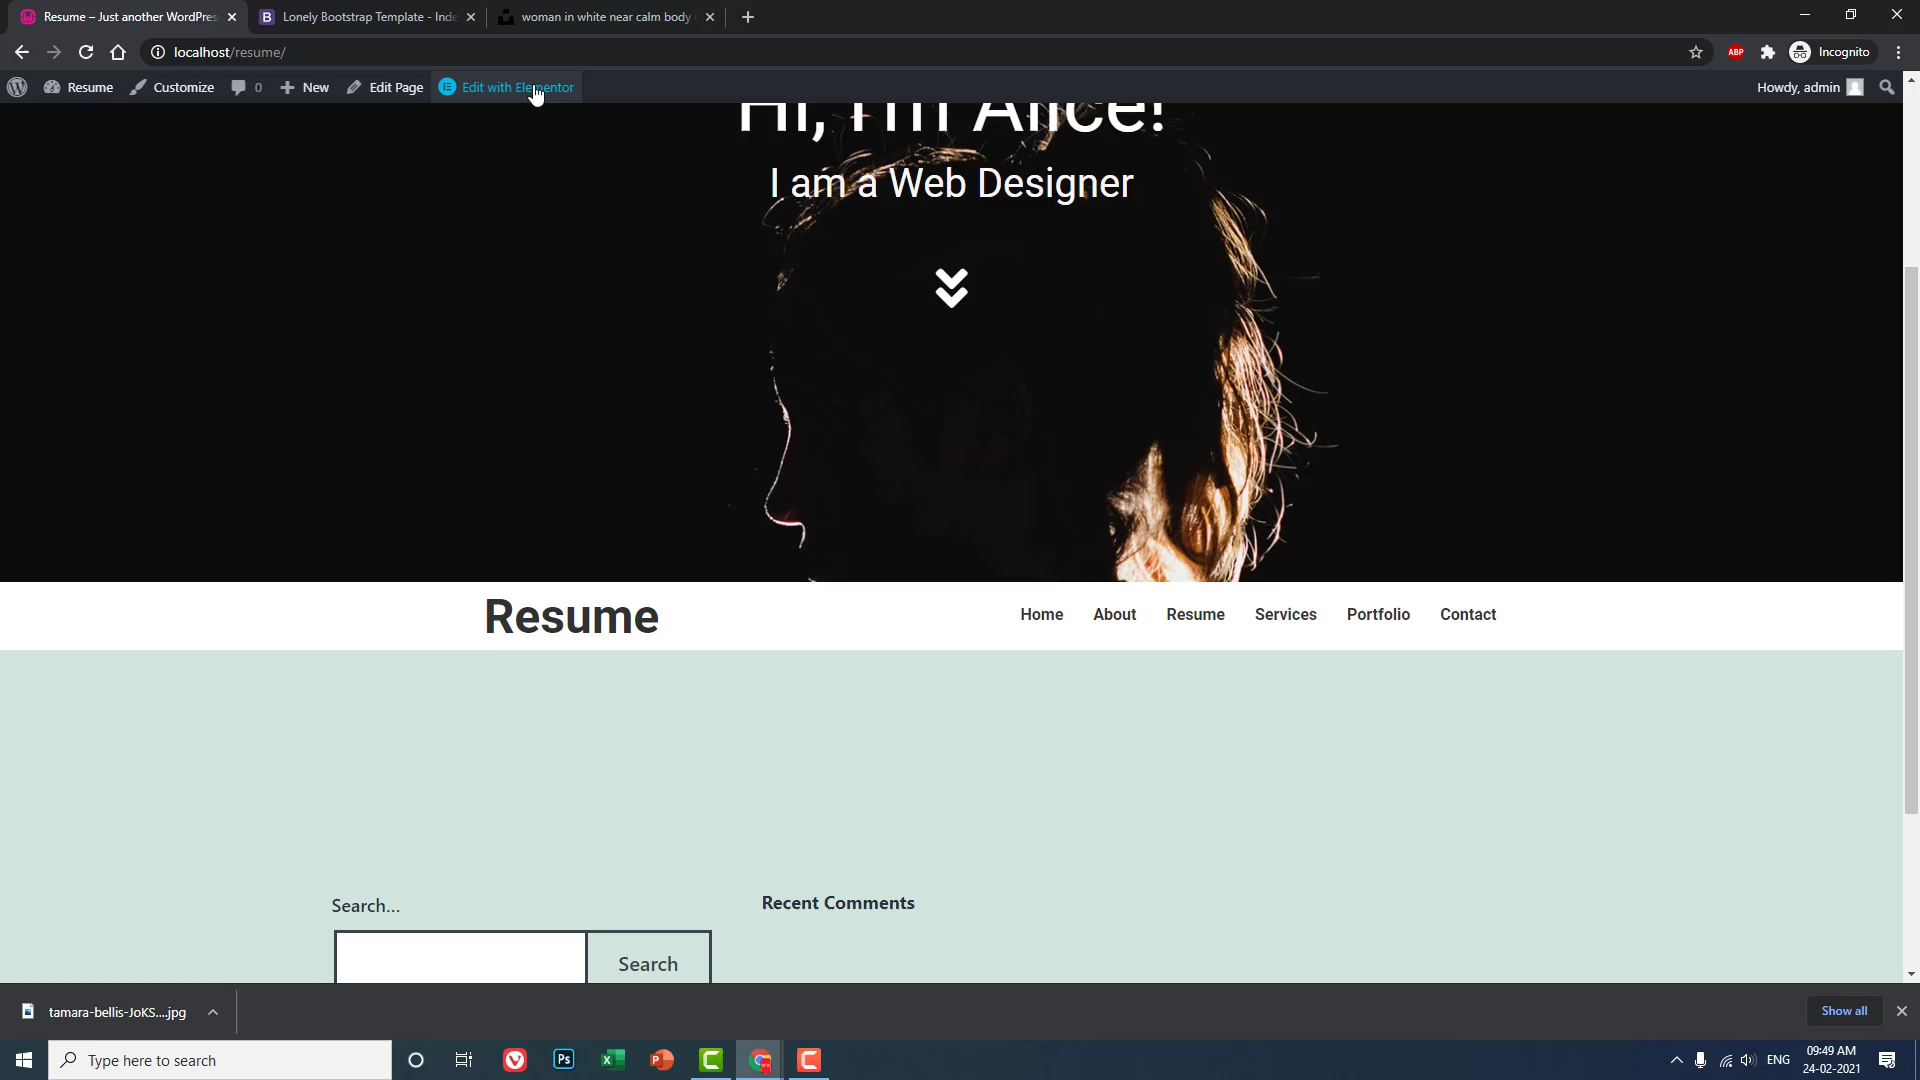 Resume – Just another WordPres
Lonely Bootstrap Template - Inde
woman in white near calm body
localhost/resume/
ABP
Incognito
Resume
Customize
0
New
Edit Page
Edit with Elementor
Howdy, admin
Hi, I'm Alice!
I am a Web Designer
Resume
Home
About
Resume
Services
Portfolio
Contact
Search...
Recent Comments
Search
tamara-bellis-JoKS....jpg
Show all
Type here to search
Ps
ENG
09:49 AM
24-02-2021